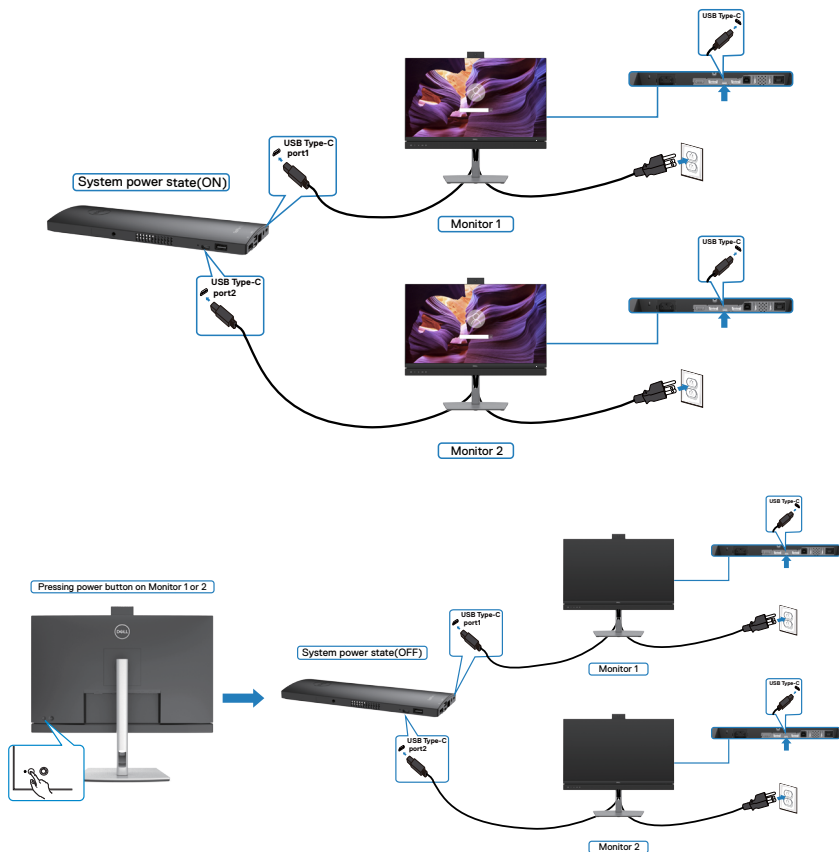 USB Type-C
USB Type-C
port1
System power state(ON)
Monitor 1
USB Type-C
USB Type-C
port2
Monitor 2
USB Type-C
Pressing power button on Monitor 1 or 2
DELL
USB Type-C
port1
System power state(OFF)
Monitor 1
USB Type-C
USB Type-C
port2
Monitor 2